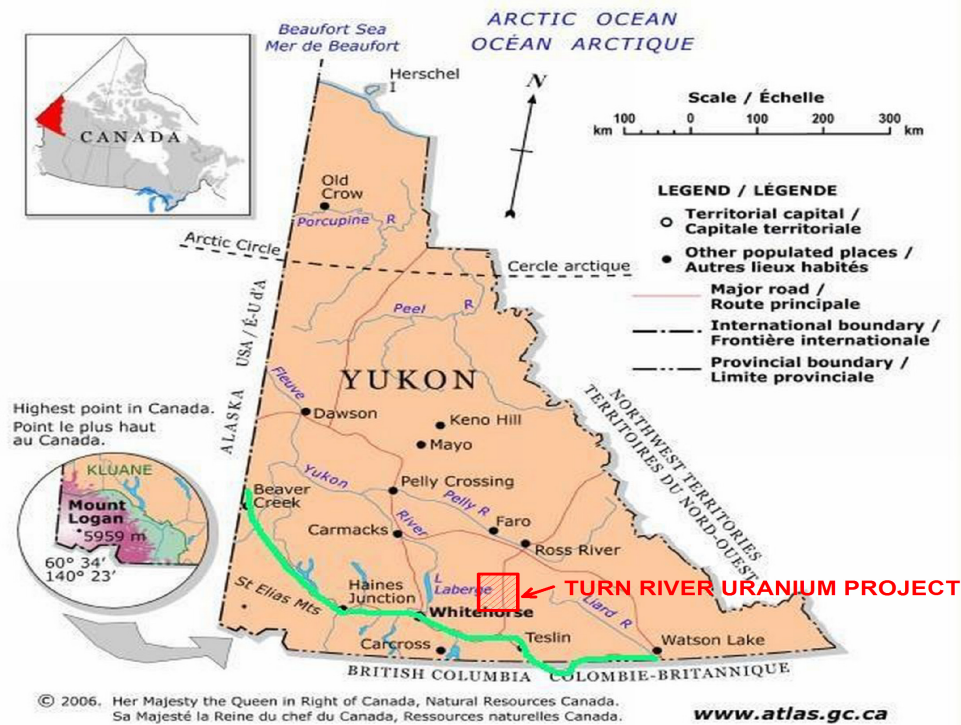 ARCTIC OCEAN
OCÉAN ARCTIQUE
Beaufort Sea
Mer de Beaufort
Herschel
I
N
Scale / Échelle
km 100 0 100 200 300 km
CANADA
LEGEND / LÉGENDE
Territorial capital /
Capitale territoriale
Other populated places /
Autres lieux habités
Major road /
Route principale
International boundary /
Frontière internationale
Provincial boundary /
Limite provinciale
Old
Crow
Porcupine R
Arctic Circle
Cercle arctique
Peel R
ALASKA USA / É-U d'A
YUKON
NORTHWEST TERRITORIES
TERRITOIRES DU NORD-OUEST
Fleuve
Dawson
Keno Hill
Mayo
Highest point in Canada.
Point le plus haut
au Canada.
KLUANE
Mount
Logan
5959 m
60° 34'
140° 23'
Beaver
Creek
Yukon
River
Pelly Crossing
Pelly R
Carmacks
Faro
Ross River
St Elias Mts
Haines
Junction
L
Laberge
TURN RIVER URANIUM PROJECT
Liard R
Whitehorse
Carcross
Teslin
Watson Lake
BRITISH COLUMBIA COLOMBIE-BRITANNIQUE
© 2006. Her Majesty the Queen in Right of Canada, Natural Resources Canada.
Sa Majesté la Reine du chef du Canada, Ressources naturelles Canada.
www.atlas.gc.ca